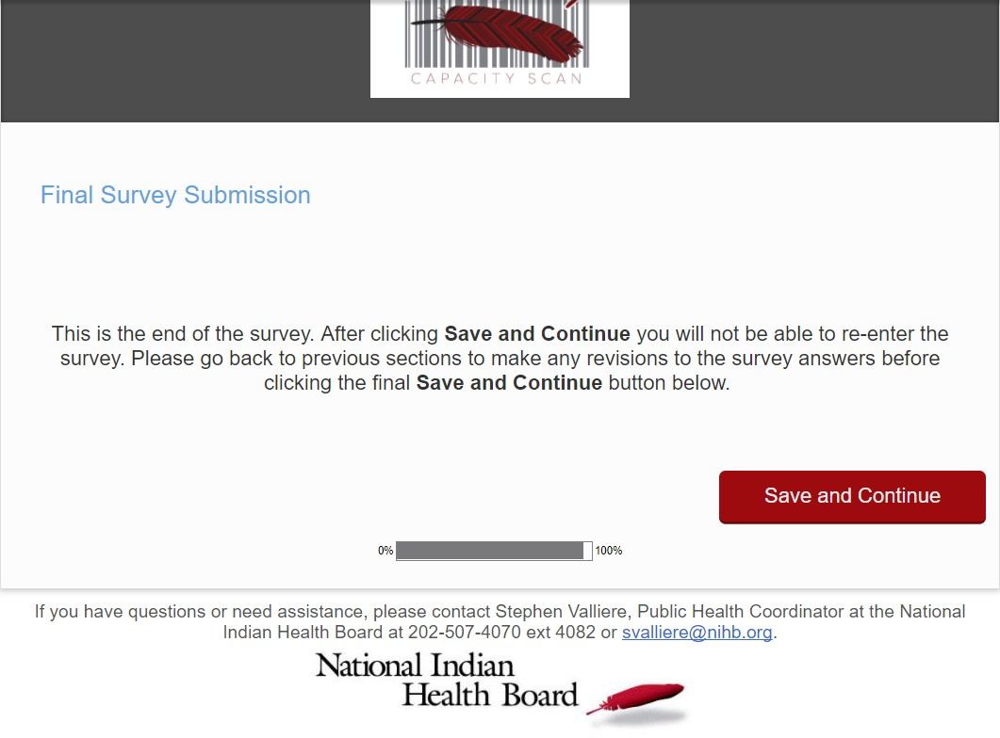 CAPACITY SCAN
Final Survey Submission
This is the end of the survey. After clicking Save and Continue you will not be able to re-enter the
survey. Please go back to previous sections to make any revisions to the survey answers before
clicking the final Save and Continue button below.
Save and Continue
0% 100%
If you have questions or need assistance, please contact Stephen Valliere, Public Health Coordinator at the National
Indian Health Board at 202-507-4070 ext 4082 or svalliere@nihb.org.
National Indian
Health Board